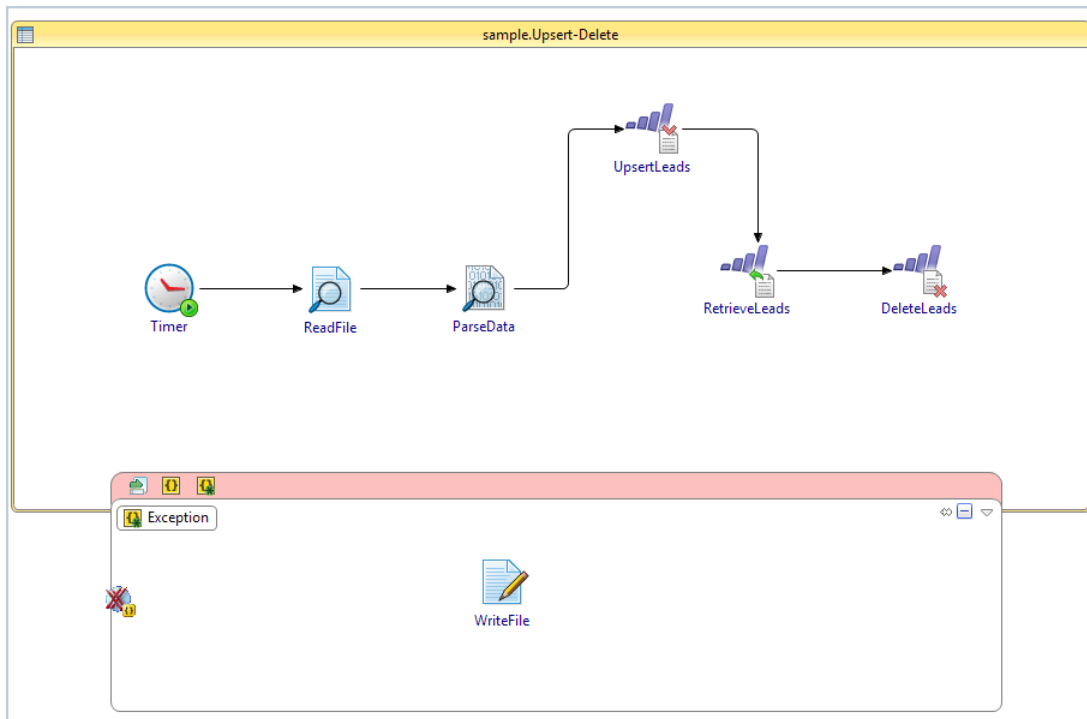 sample.Upsert-Delete
UpsertLeads
RetrieveLeads
DeleteLeads
Timer
ReadFile
ParseData
Exception
WriteFile